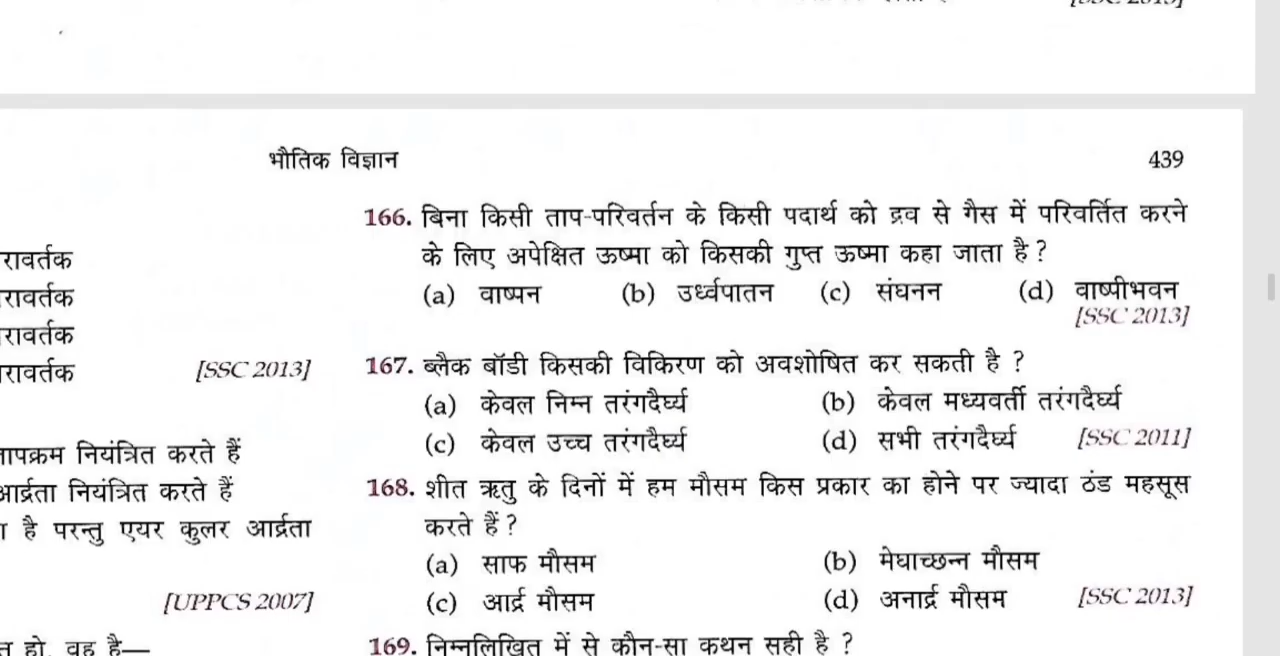 भौतिक विज्ञान
439
रावर्तक
रावर्तक
रावर्तक
रावर्तक [SSC 2013]
तापक्रम नियंत्रित करते हैं
आर्द्रता नियंत्रित करते हैं
है परन्तु एयर कुलर आर्द्रता
[UPPCS 2007]
हो, वह है—
166. बिना किसी ताप-परिवर्तन के किसी पदार्थ को द्रव से गैस में परिवर्तित करने
के लिए अपेक्षित ऊष्मा को किसकी गुप्त ऊष्मा कहा जाता है ?
(a) वाष्पन (b) उर्ध्वपातन (c) संघनन (d) वाष्पीभवन
[SSC 2013]
167. ब्लैक बॉडी किसकी विकिरण को अवशोषित कर सकती है ?
(a) केवल निम्न तरंगदैर्घ्य (b) केवल मध्यवर्ती तरंगदैर्घ्य
(c) केवल उच्च तरंगदैर्घ्य (d) सभी तरंगदैर्घ्य [SSC 2011]
168. शीत ऋतु के दिनों में हम मौसम किस प्रकार का होने पर ज्यादा ठंड महसूस
करते हैं ?
(a) साफ मौसम (b) मेघाच्छन्न मौसम
(c) आर्द्र मौसम (d) अनार्द्र मौसम [SSC 2013]
169. निम्नलिखित में से कौन-सा कथन सही है ?